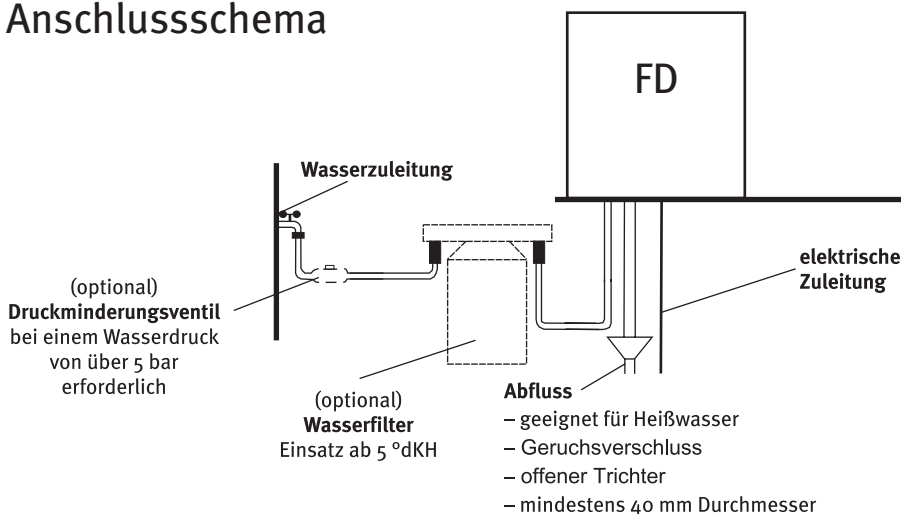 Anschlussschema
FD
Wasserzuleitung
elektrische
Zuleitung
(optional)
Druckminderungsventil
bei einem Wasserdruck
von über 5 bar
erforderlich
(optional)
Wasserfilter
Einsatz ab 5 °dKH
Abfluss
– geeignet für Heißwasser
– Geruchsverschluss
– offener Trichter
– mindestens 40 mm Durchmesser